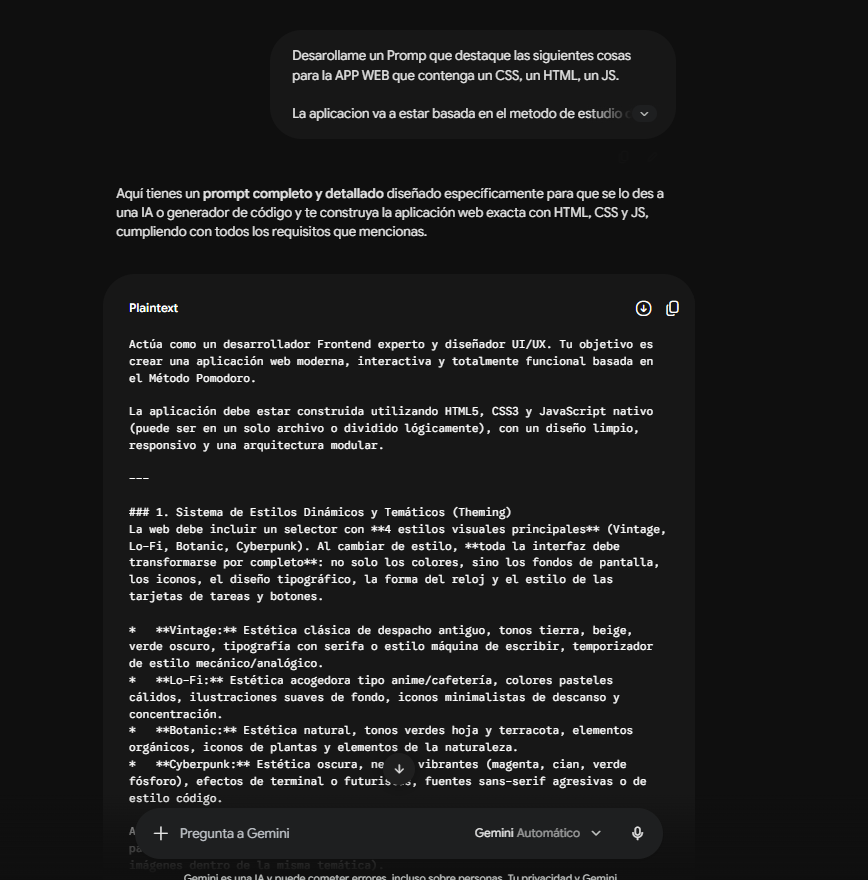 Desarollame un Promp que destaque las siguientes cosas
para la APP WEB que contenga un CSS, un HTML, un JS.
La aplicacion va a estar basada en el metodo de estudio
Aquí tienes un prompt completo y detallado diseñado específicamente para que se lo des a
una IA o generador de código y te construya la aplicación web exacta con HTML, CSS y JS,
cumpliendo con todos los requisitos que mencionas.
Plaintext
Actúa como un desarrollador Frontend experto y diseñador UI/UX. Tu objetivo es
crear una aplicación web moderna, interactiva y totalmente funcional basada en
el Método Pomodoro.
La aplicación debe estar construida utilizando HTML5, CSS3 y JavaScript nativo
(puede ser en un solo archivo o dividido lógicamente), con un diseño limpio,
responsivo y una arquitectura modular.
---
### 1. Sistema de Estilos Dinámicos y Temáticos (Theming)
La web debe incluir un selector con **4 estilos visuales principales** (Vintage,
Lo-Fi, Botanic, Cyberpunk). Al cambiar de estilo, **toda la interfaz debe
transformarse por completo**: no solo los colores, sino los fondos de pantalla,
los iconos, el diseño tipográfico, la forma del reloj y el estilo de las
tarjetas de tareas y botones.
*   **Vintage:** Estética clásica de despacho antiguo, tonos tierra, beige,
verde oscuro, tipografía con serifa o estilo máquina de escribir, temporizador
de estilo mecánico/analógico.
*   **Lo-Fi:** Estética acogedora tipo anime/cafetería, colores pasteles
cálidos, ilustraciones suaves de fondo, iconos minimalistas de descanso y
concentración.
*   **Botanic:** Estética natural, tonos verdes hoja y terracota, elementos
orgánicos, iconos de plantas y elementos de la naturaleza.
*   **Cyberpunk:** Estética oscura, vibrantes (magenta, cian, verde
fósforo), efectos de terminal o fuentes sans-serif agresivas o de
estilo código.
Pregunta a Gemini
Gemini Automático
imágenes dentro de la misma temática).
Gemini es una IA y puede cometer errores, incluso sobre personas. Tu privacidad y Gemini